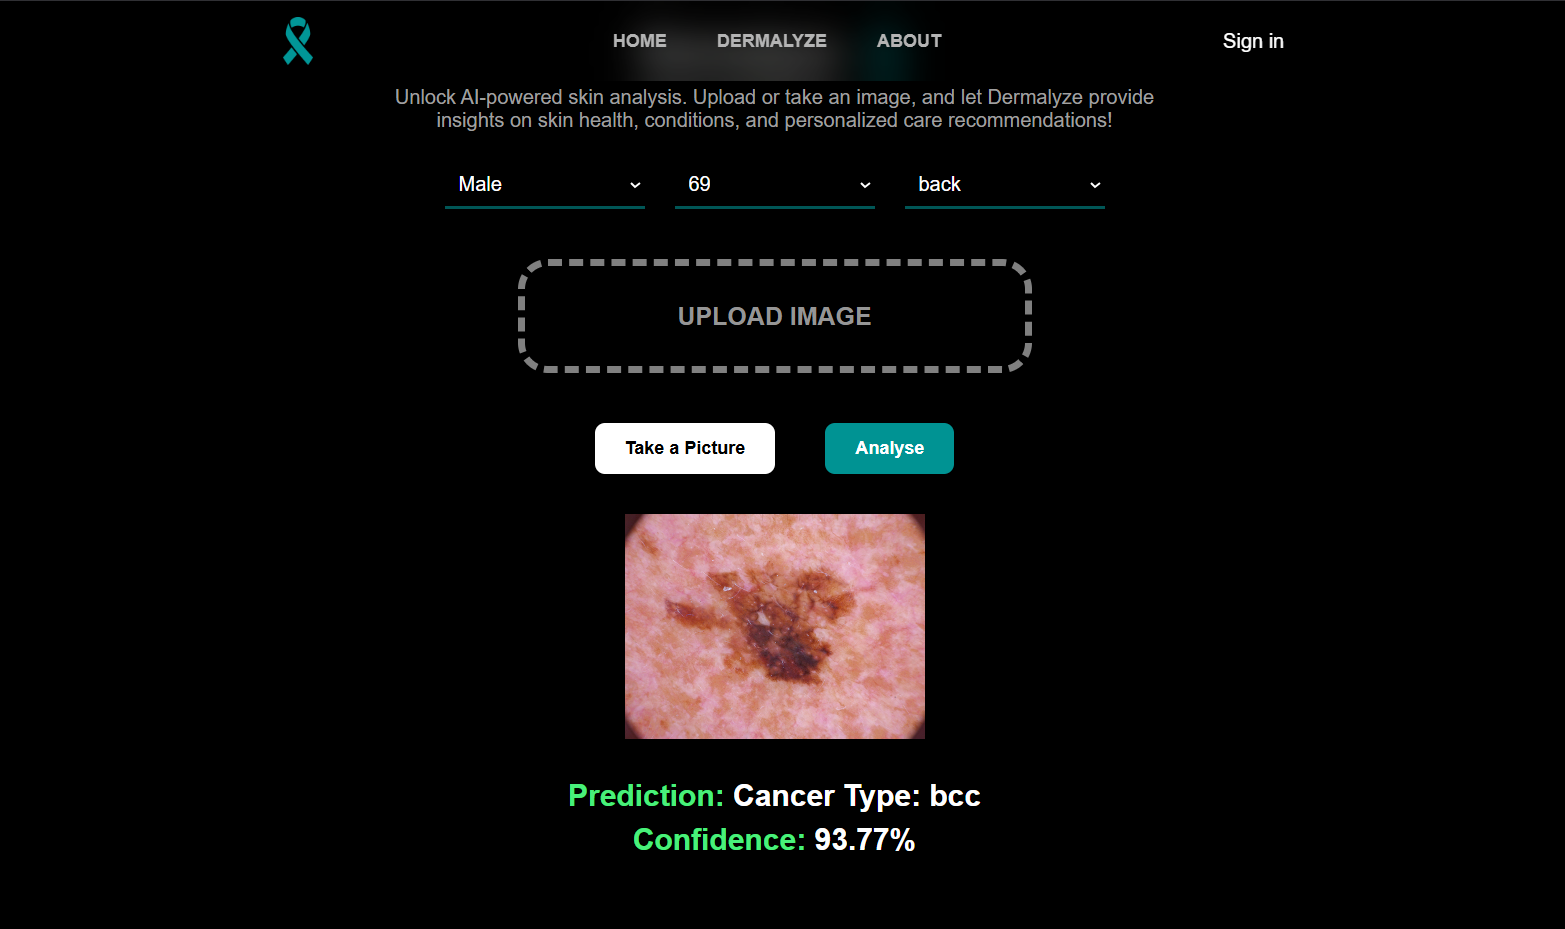 HOME DERMALYZE ABOUT Sign in
Unlock AI-powered skin analysis. Upload or take an image, and let Dermalyze provide
insights on skin health, conditions, and personalized care recommendations!
Male 69 back
UPLOAD IMAGE
Take a Picture Analyse
Prediction: Cancer Type: bcc
Confidence: 93.77%